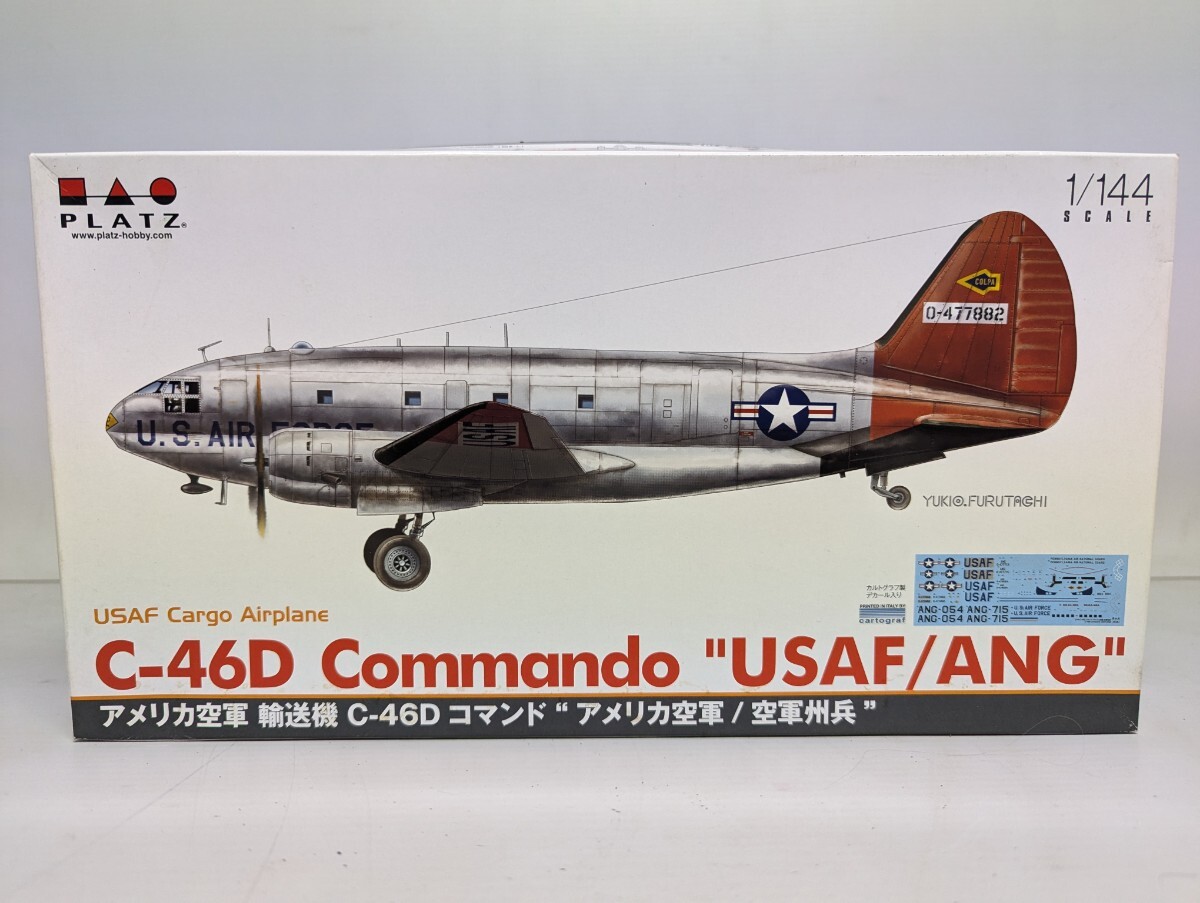 PLATZ®
www.platz-hobby.com
1/144
SCALE
COLPA
0-477882
U.S. AIR FORCE
USAF
YUKIO.FURUTACHI
カルトグラフ製
デカール入り
PRINTED IN ITALY BY
cartograf
USAF
USAF
USAF
USAF
ANG-054 ANG-715
ANG-054 ANG-715
U.S. AIR FORCE
U.S. AIR FORCE
USAF Cargo Airplane
C-46D Commando "USAF/ANG"
アメリカ空軍 輸送機 C-46D コマンド“ アメリカ空軍 / 空軍州兵 ”